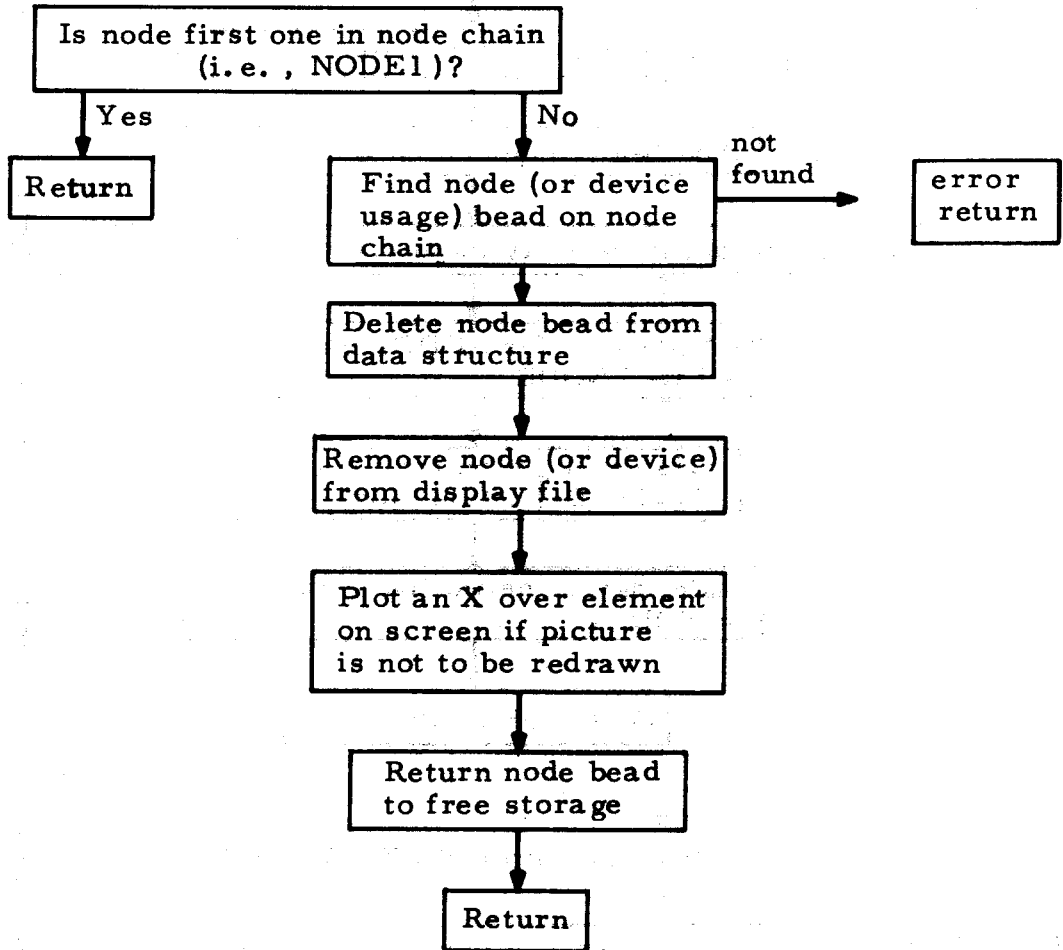 Is node first one in node chain
(i.e., NODE1)?
Yes
No
Return
Find node (or device
usage) bead on node
chain
not
found
error
return
Delete node bead from
data structure
Remove node (or device)
from display file
Plot an X over element
on screen if picture
is not to be redrawn
Return node bead
to free storage
Return